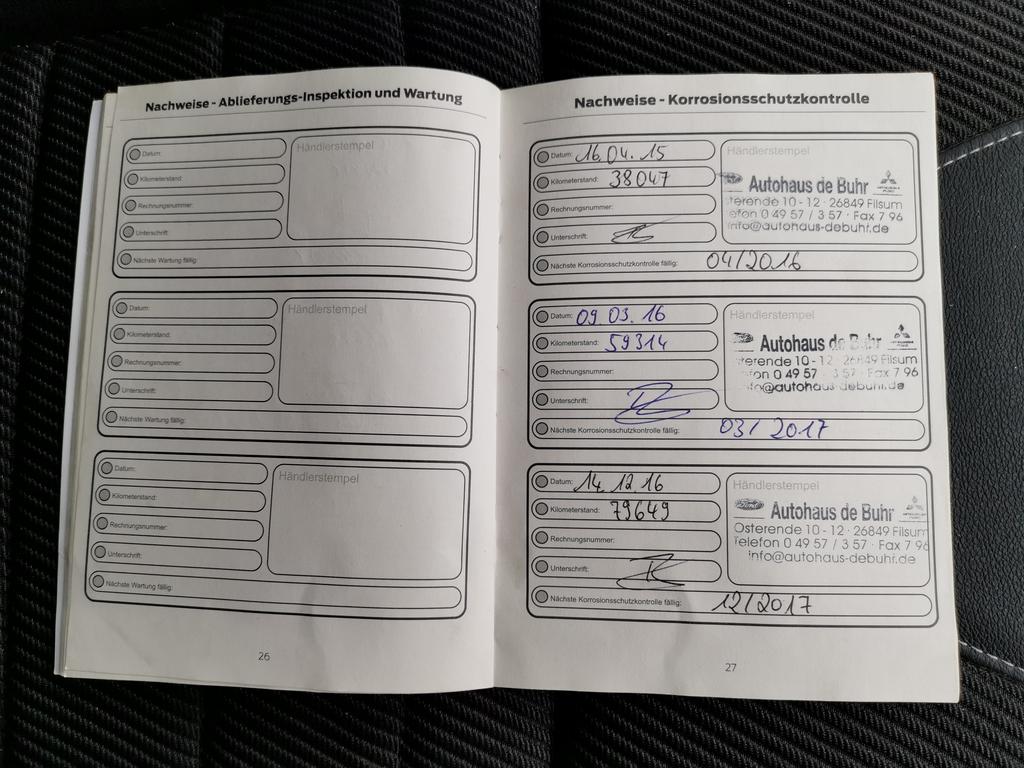 Nachweise - Ablieferungs-Inspektion und Wartung
Datum:
Kilometerstand:
Rechnungsnummer:
Unterschrift:
Händlerstempel
Nächste Wartung fällig:
Datum:
Kilometerstand:
Rechnungsnummer:
Unterschrift:
Händlerstempel
Nächste Wartung fällig:
Datum:
Kilometerstand:
Rechnungsnummer:
Unterschrift:
Händlerstempel
Nächste Wartung fällig:
26
Nachweise - Korrosionsschutzkontrolle
Datum: 16.04.15
Kilometerstand: 38047
Rechnungsnummer:
Unterschrift:
Händlerstempel
Autohaus de Buhr
terende 10 - 12 · 26849 Filsum
efon 0 49 57 / 3 57 · Fax 7 96
info@autohaus-debuhr.de
Nächste Korrosionsschutzkontrolle fällig: 04/2016
Datum: 09.03.16
Kilometerstand: 59314
Rechnungsnummer:
Unterschrift:
Händlerstempel
Autohaus de Buhr
terende 10 - 12 · 26849 Filsum
fon 0 49 57 / 3 57 · Fax 7 96
fo@autohaus-debuhr.de
Nächste Korrosionsschutzkontrolle fällig: 03/2017
Datum: 14.12.16
Kilometerstand: 79649
Rechnungsnummer:
Unterschrift:
Händlerstempel
Ford
Autohaus de Buhr
Osterende 10 - 12 · 26849 Filsum
Telefon 0 49 57 / 3 57 · Fax 7 96
info@autohaus-debuhr.de
Nächste Korrosionsschutzkontrolle fällig: 12/2017
27